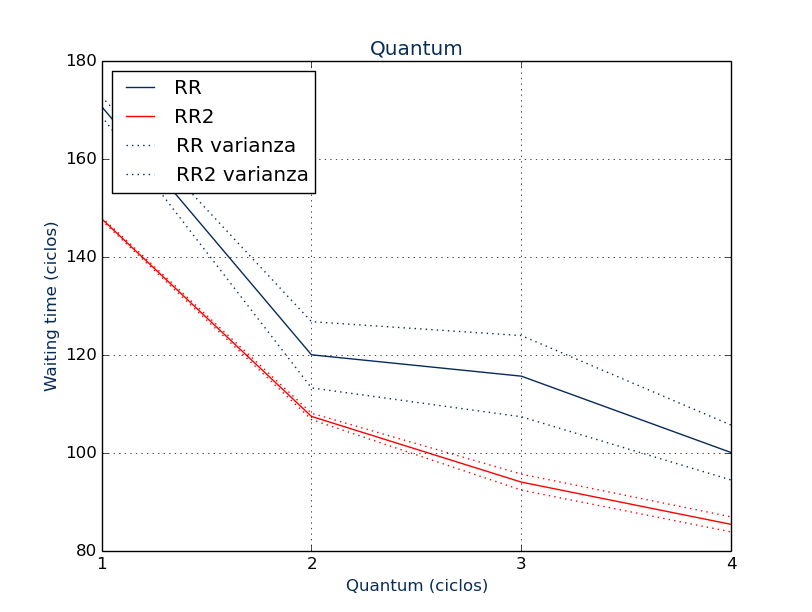 Quantum
180
160
140
120
100
80
Waiting time (ciclos)
RR
RR2
RR varianza
RR2 varianza
1
2
3
4
Quantum (ciclos)